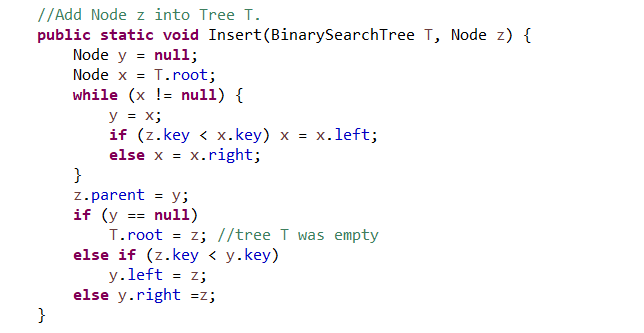 //Add Node z into Tree T.
public static void Insert(BinarySearchTree T, Node z) {
    Node y = null;
    Node x = T.root;
    while (x != null) {
        y = x;
        if (z.key < x.key) x = x.left;
        else x = x.right;
    }
    z.parent = y;
    if (y == null)
        T.root = z; //tree T was empty
    else if (z.key < y.key)
        y.left = z;
    else y.right =z;
}